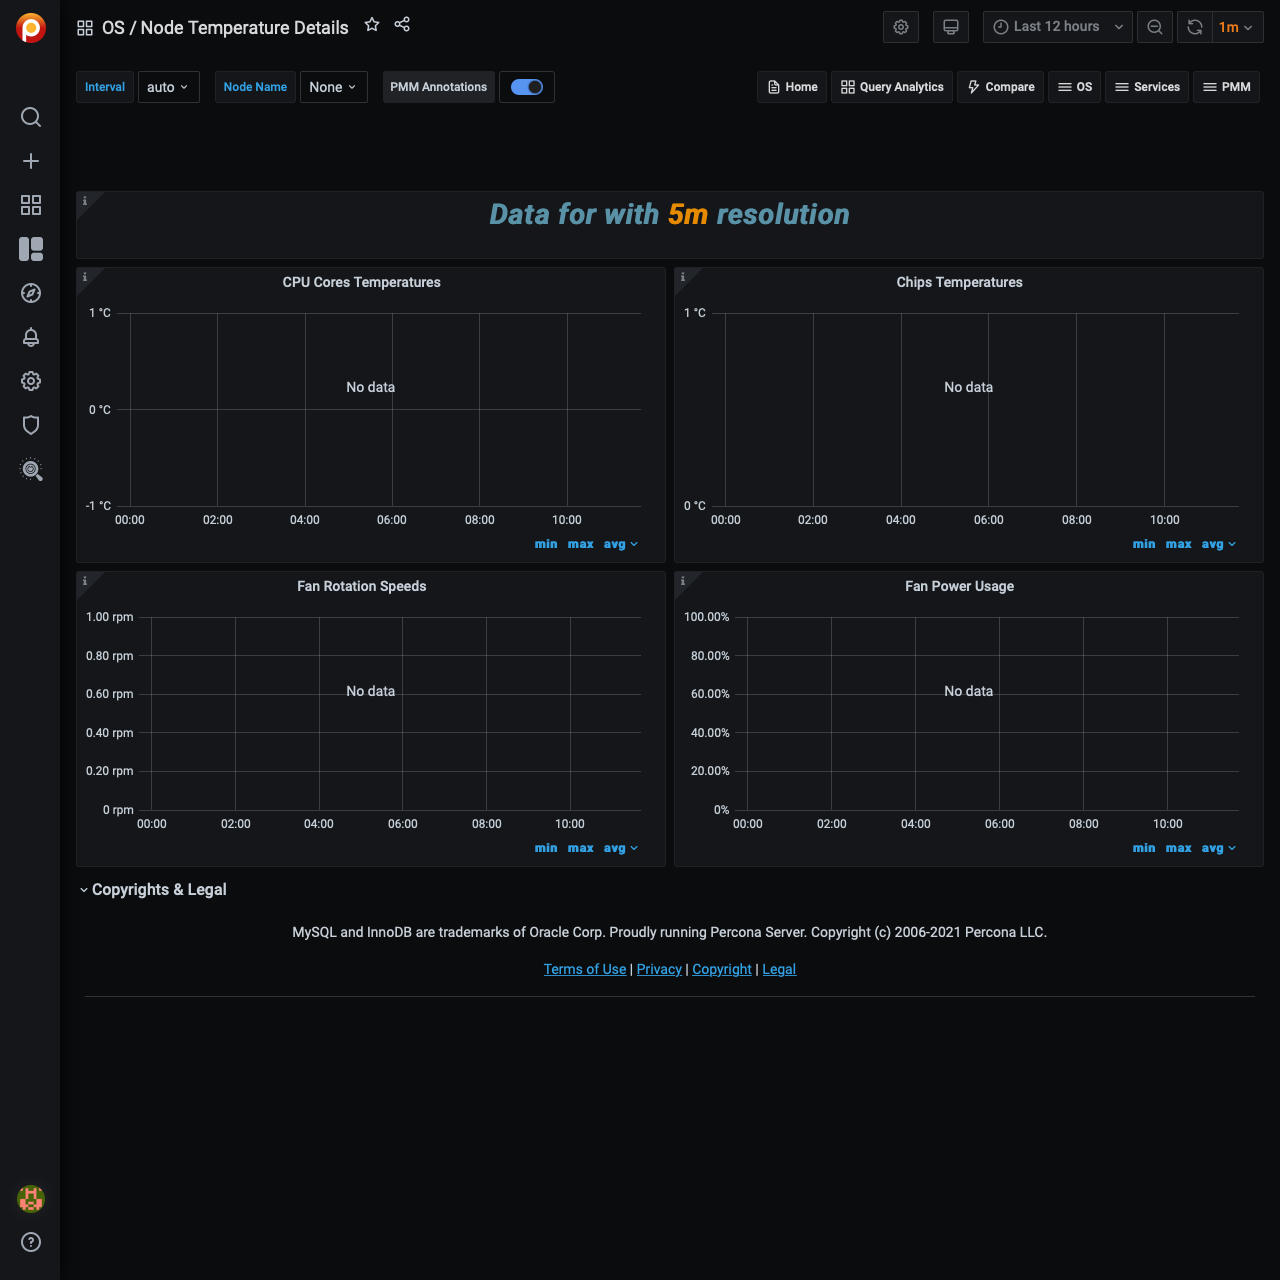 OS / Node Temperature Details
Last 12 hours
1m
Interval auto Node Name None PMM Annotations Home Query Analytics Compare OS Services PMM
Data for with 5m resolution
CPU Cores Temperatures
1 °C
No data
0 °C
-1 °C
00:00 02:00 04:00 06:00 08:00 10:00
min max avg
Chips Temperatures
1 °C
No data
0 °C
00:00 02:00 04:00 06:00 08:00 10:00
min max avg
Fan Rotation Speeds
1.00 rpm
0.80 rpm
No data
0.60 rpm
0.40 rpm
0.20 rpm
0 rpm
00:00 02:00 04:00 06:00 08:00 10:00
min max avg
Fan Power Usage
100.00%
80.00%
No data
60.00%
40.00%
20.00%
0%
00:00 02:00 04:00 06:00 08:00 10:00
min max avg
Copyrights & Legal
MySQL and InnoDB are trademarks of Oracle Corp. Proudly running Percona Server. Copyright (c) 2006-2021 Percona LLC.
Terms of Use | Privacy | Copyright | Legal